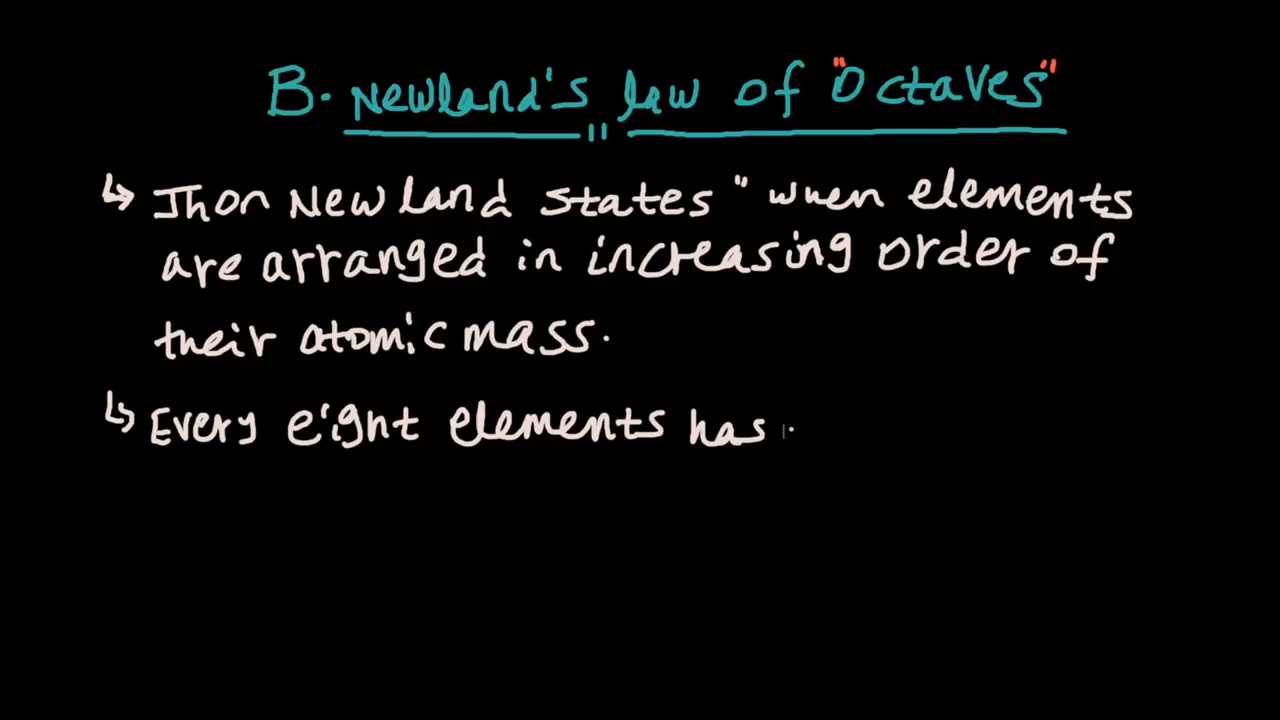 B. Newland's law of "Octaves"
↳ Jhon Newland states "when elements
are arranged in increasing order of
their atomic mass.
↳ Every eight elements has